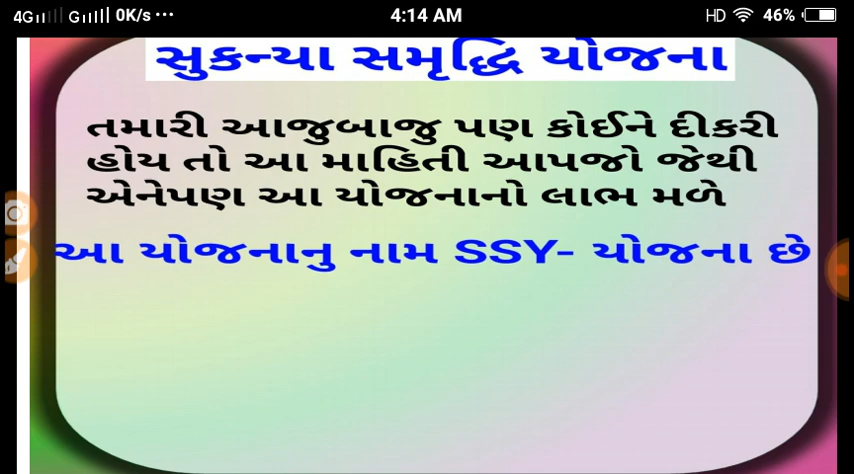 4G G 0K/s ··· 4:14 AM HD 46%
સુકન્યા સમૃદ્ધિ યોજના
તમારી આજુબાજુ પણ કોઈને દીકરી
હોય તો આ માહિતી આપજો જેથી
એનેપણ આ યોજનાનો લાભ મળે
આ યોજનાનુ નામ SSY- યોજના છે